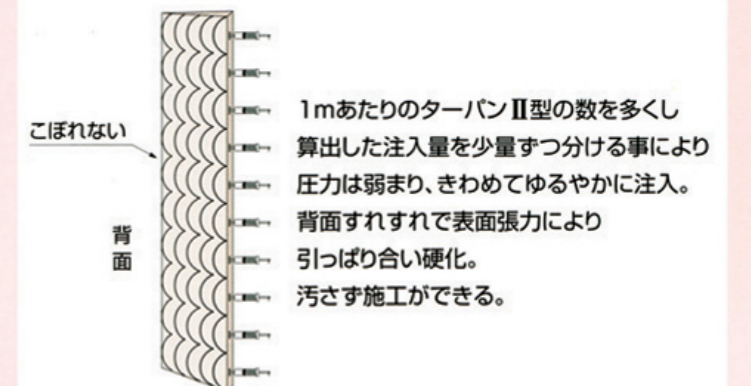 こぼれない
背面
1mあたりのターパンⅡ型の数を多くし
算出した注入量を少量ずつ分ける事により
圧力は弱まり、きわめてゆるやかに注入。
背面すれすれで表面張力により
引っぱり合い硬化。
汚さず施工ができる。